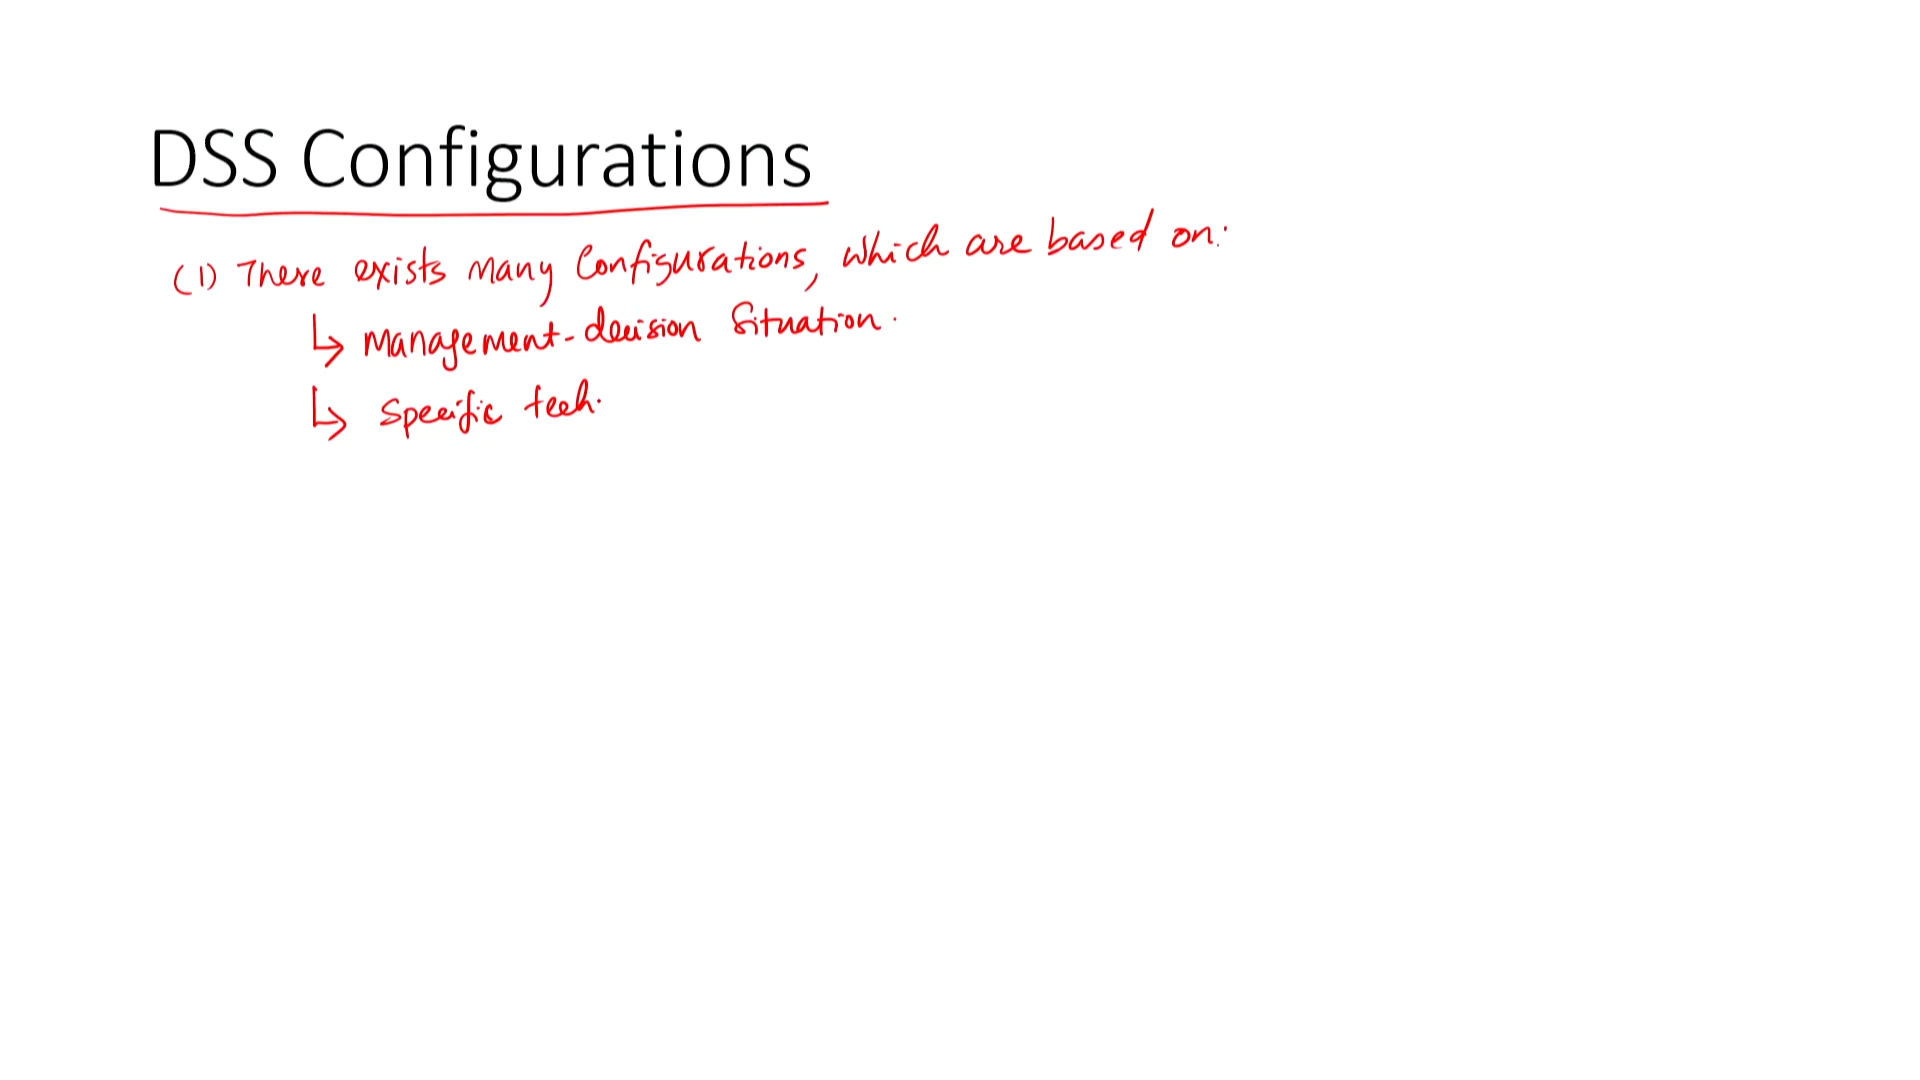 DSS Configurations
(1) There exists many Configurations, which are based on:
↳ management-decision Situation.
↳ Specific tech.